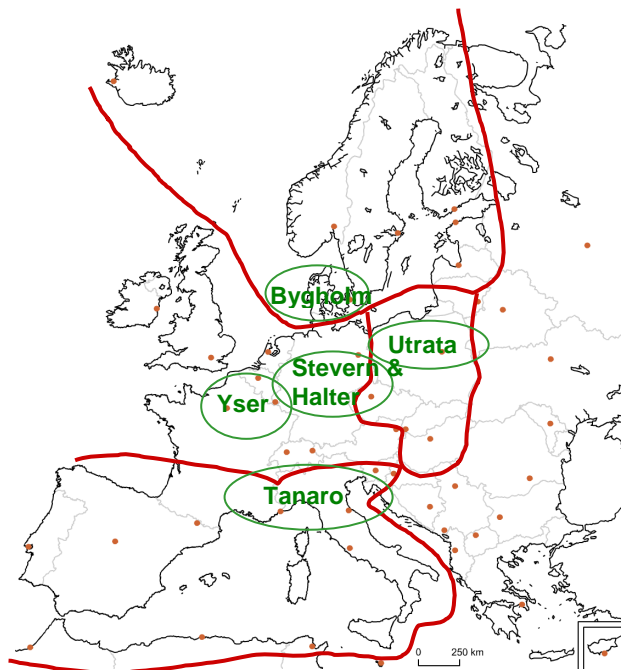 Bygholm
Utrata
Stevern &
Halter
Yser
Tanaro
0 250 km